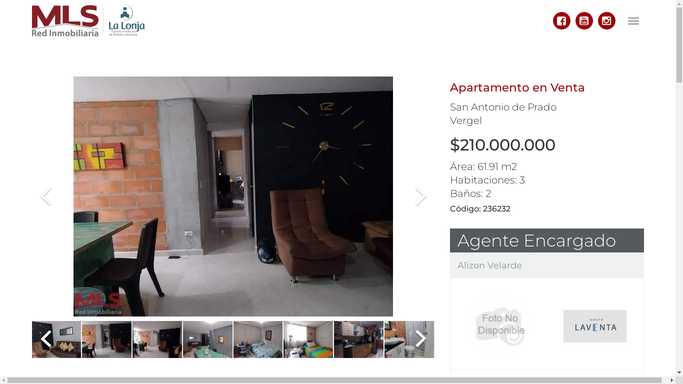 MLS
Red Inmobiliaria
La Lonja
Apartamento en Venta
San Antonio de Prado
Vergel
$210.000.000
Área: 61.91 m2
Habitaciones: 3
Baños: 2
Código: 236232
MLS
Red Inmobiliaria
Agente Encargado
Alizon Velarde
Foto No
Disponible
LAVENTA